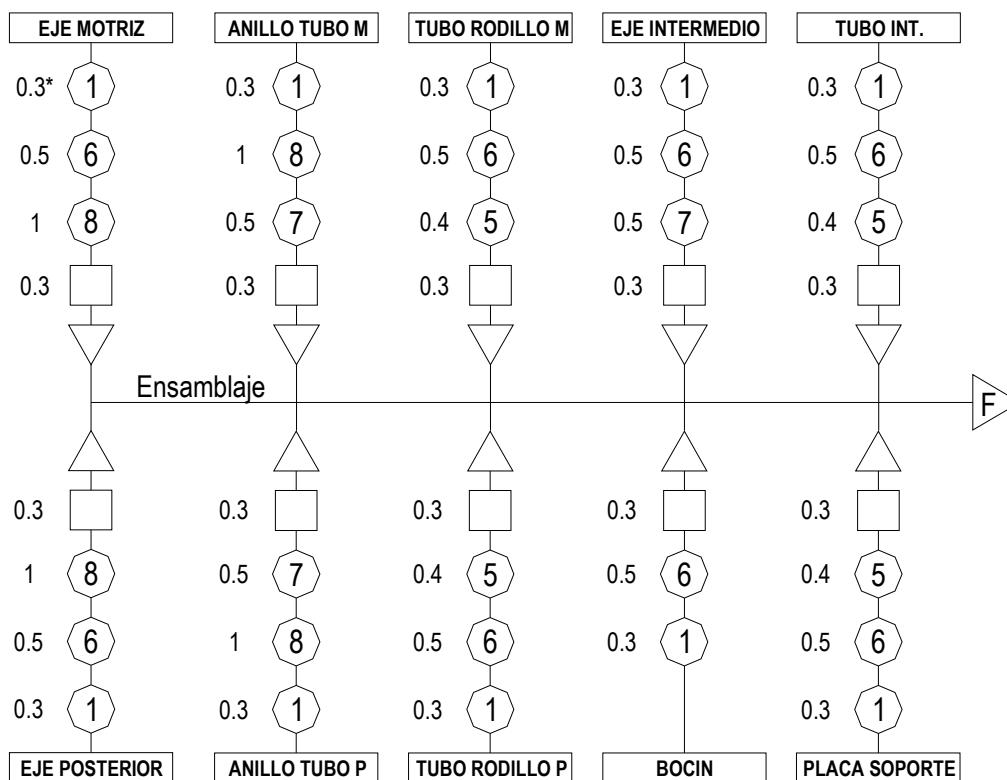 EJE MOTRIZ ANILLO TUBO M TUBO RODILLO M EJE INTERMEDIO TUBO INT.
0.3* 1 0.3 1 0.3 1 0.3 1 0.3 1
0.5 6 1 8 0.5 6 0.5 6 0.5 6
1 8 0.5 7 0.4 5 0.5 7 0.4 5
0.3 0.3 0.3 0.3 0.3
Ensamblaje F
0.3 0.3 0.3 0.3 0.3
1 8 0.5 7 0.4 5 0.5 6 0.4 5
0.5 6 1 8 0.5 6 0.3 1 0.5 6
0.3 1 0.3 1 0.3 1 0.3 1
EJE POSTERIOR ANILLO TUBO P TUBO RODILLO P BOCIN PLACA SOPORTE